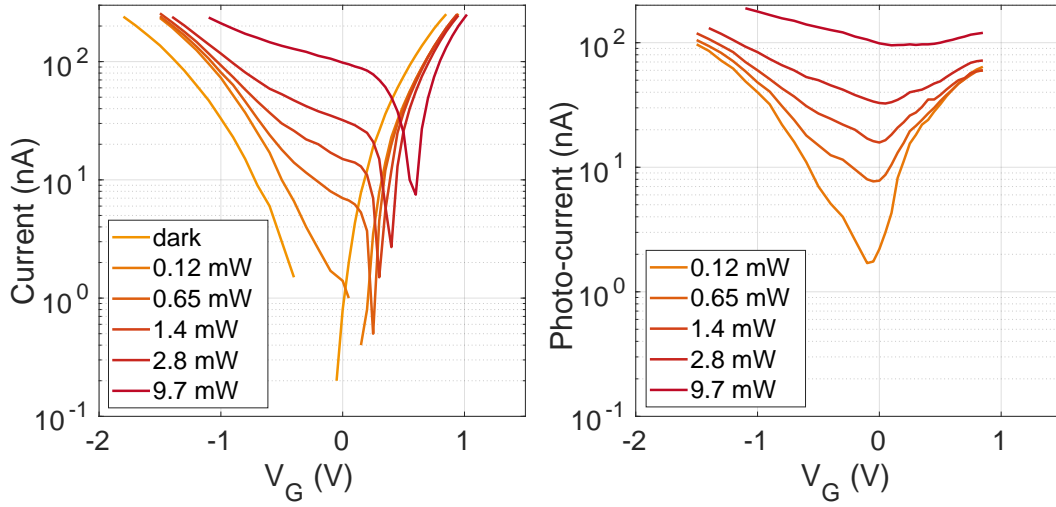 Current (nA)
10^2
10^1
10^0
10^-1
dark
0.12 mW
0.65 mW
1.4 mW
2.8 mW
9.7 mW
-2 -1 0 1
V_G (V)
Photo-current (nA)
10^2
10^1
10^0
10^-1
0.12 mW
0.65 mW
1.4 mW
2.8 mW
9.7 mW
-2 -1 0 1
V_G (V)